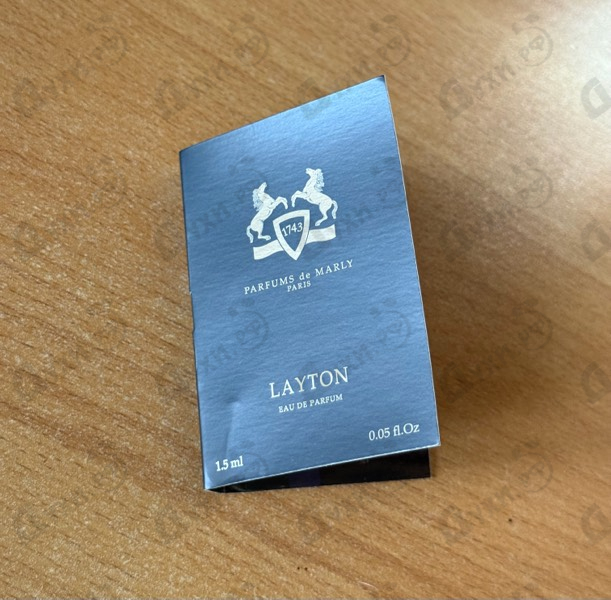 1743
PARFUMS de MARLY
PARIS
LAYTON
EAU DE PARFUM
1.5 ml
0.05 fl.Oz